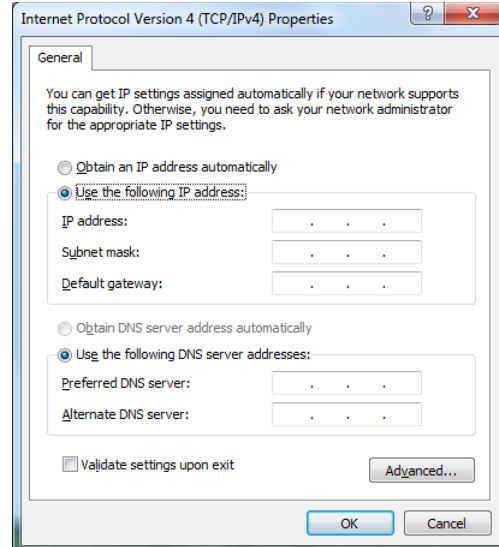 Internet Protocol Version 4 (TCP/IPv4) Properties
?
General
You can get IP settings assigned automatically if your network supports
this capability. Otherwise, you need to ask your network administrator
for the appropriate IP settings.
Obtain an IP address automatically
Use the following IP address:
IP address: . . .
Subnet mask: . . .
Default gateway: . . .
Obtain DNS server address automatically
Use the following DNS server addresses:
Preferred DNS server: . . .
Alternate DNS server: . . .
Validate settings upon exit
Advanced...
OK Cancel